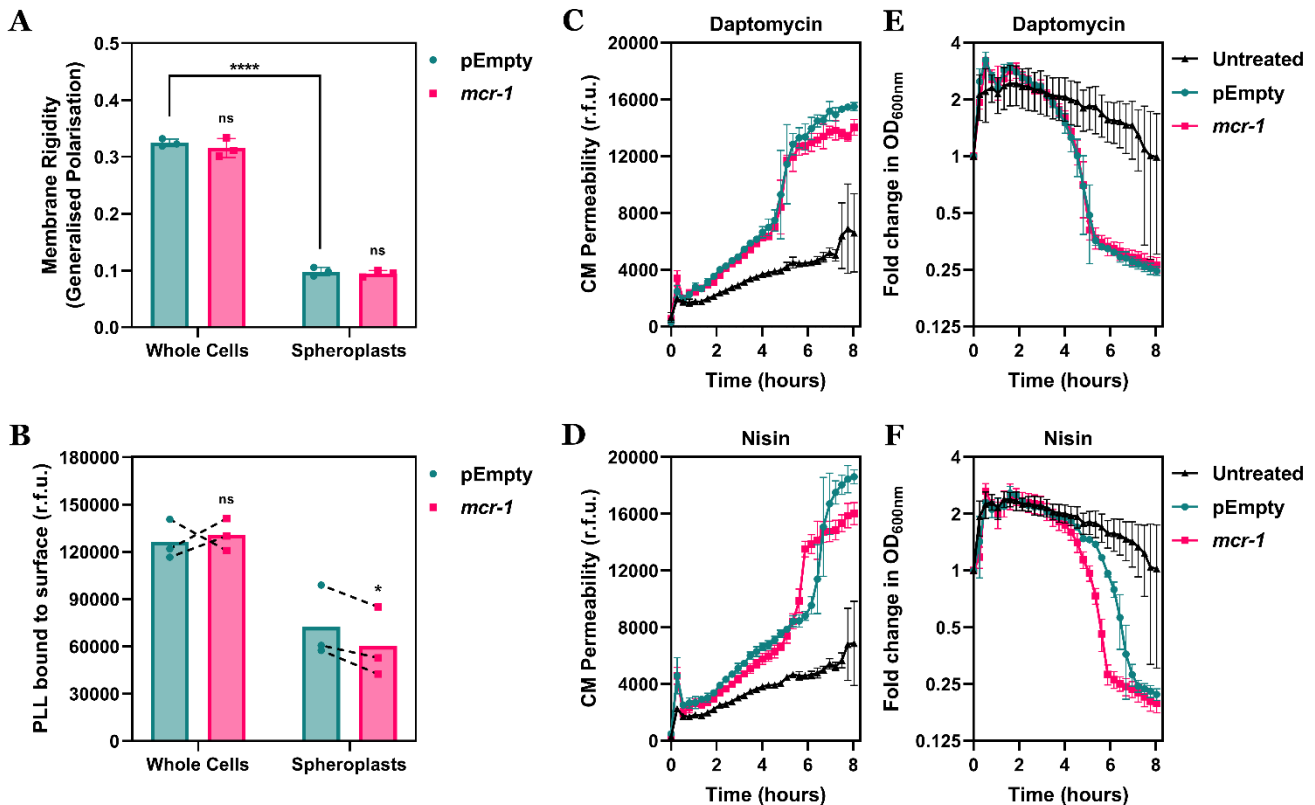 A
Membrane Rigidity
(Generalised Polarisation)
0.5
0.4
0.3
0.2
0.1
0.0
****
ns
ns
Whole Cells
Spheroplasts
pEmpty
mcr-1
B
PLL bound to surface (r.f.u.)
180000
150000
120000
90000
60000
30000
0
ns
*
Whole Cells
Spheroplasts
pEmpty
mcr-1
C
Daptomycin
CM Permeability (r.f.u.)
20000
16000
12000
8000
4000
0
0 2 4 6 8
Time (hours)
D
Nisin
CM Permeability (r.f.u.)
20000
16000
12000
8000
4000
0
0 2 4 6 8
Time (hours)
E
Daptomycin
Fold change in OD600nm
4
2
1
0.5
0.25
0.125
0 2 4 6 8
Time (hours)
Untreated
pEmpty
mcr-1
F
Nisin
Fold change in OD600nm
4
2
1
0.5
0.25
0.125
0 2 4 6 8
Time (hours)
Untreated
pEmpty
mcr-1